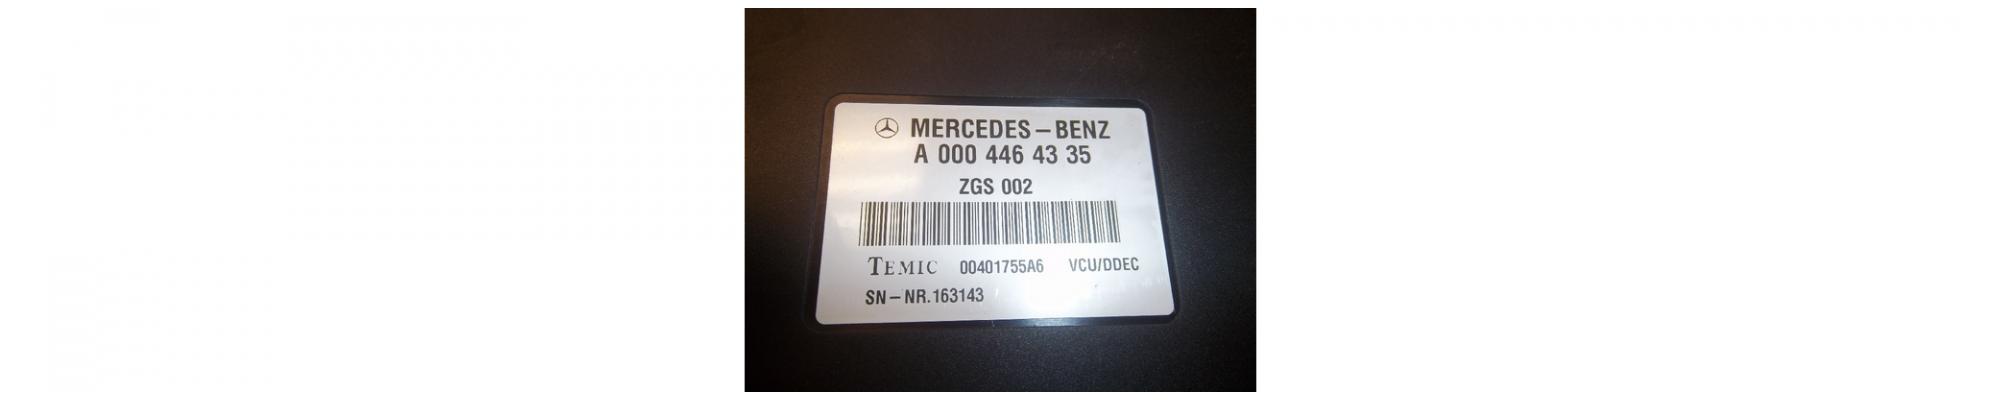 MERCEDES-BENZ
A 000 446 43 35
ZGS 002
TEMIC 00401755A6 VCU/DDEC
SN-NR.163143